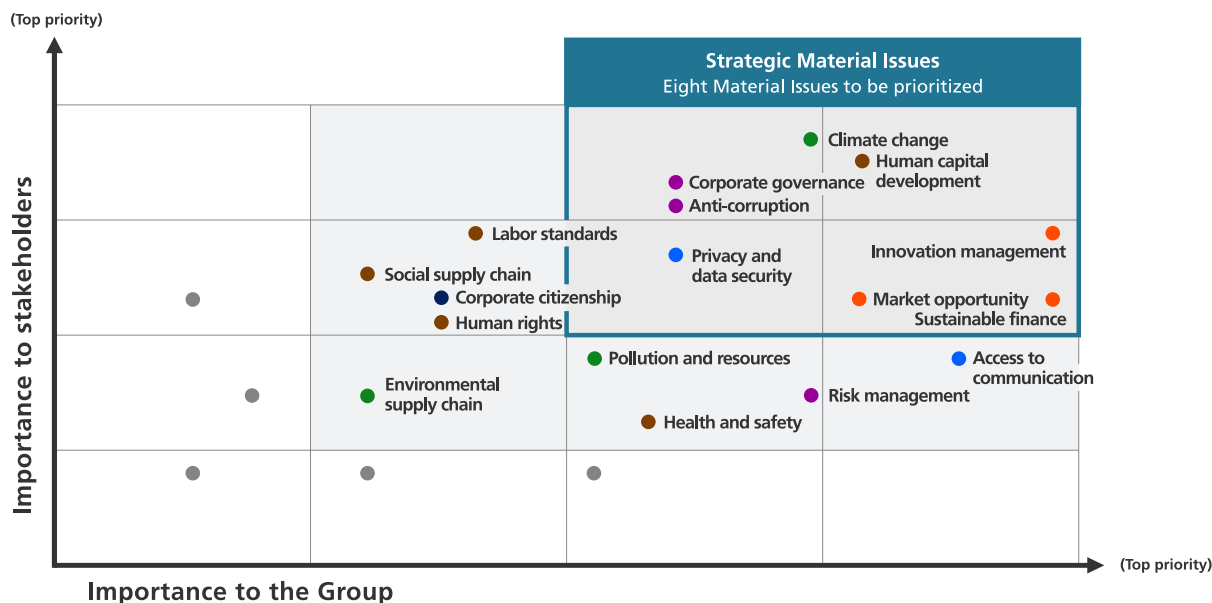 (Top priority)
Strategic Material Issues
Eight Material Issues to be prioritized
Climate change
Human capital
development
Corporate governance
Anti-corruption
Labor standards
Innovation management
Privacy and
data security
Social supply chain
Corporate citizenship
Market opportunity
Sustainable finance
Human rights
Pollution and resources
Access to
communication
Environmental
supply chain
Risk management
Health and safety
Importance to stakeholders
(Top priority)
Importance to the Group